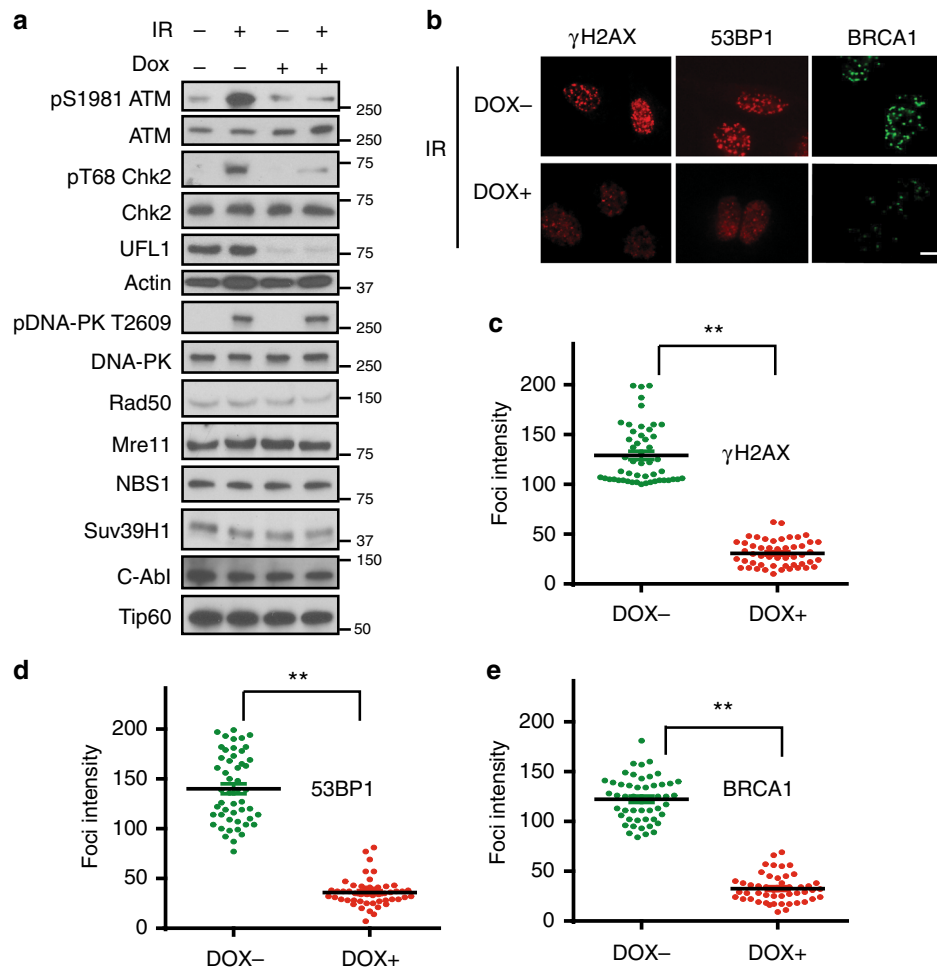 a
IR – + – +
Dox – – + +
pS1981 ATM 250
ATM 250
pT68 Chk2 75
Chk2
UFL1 75
Actin 37
pDNA-PK T2609 250
DNA-PK 250
Rad50 150
Mre11 75
NBS1 75
Suv39H1 37
C-Abl 150
Tip60 50
b
γH2AX 53BP1 BRCA1
IR
DOX–
DOX+
c
**
Foci intensity
200
150
100
50
0
γH2AX
DOX– DOX+
d
**
Foci intensity
200
150
100
50
0
53BP1
DOX– DOX+
e
**
Foci intensity
200
150
100
50
0
BRCA1
DOX– DOX+